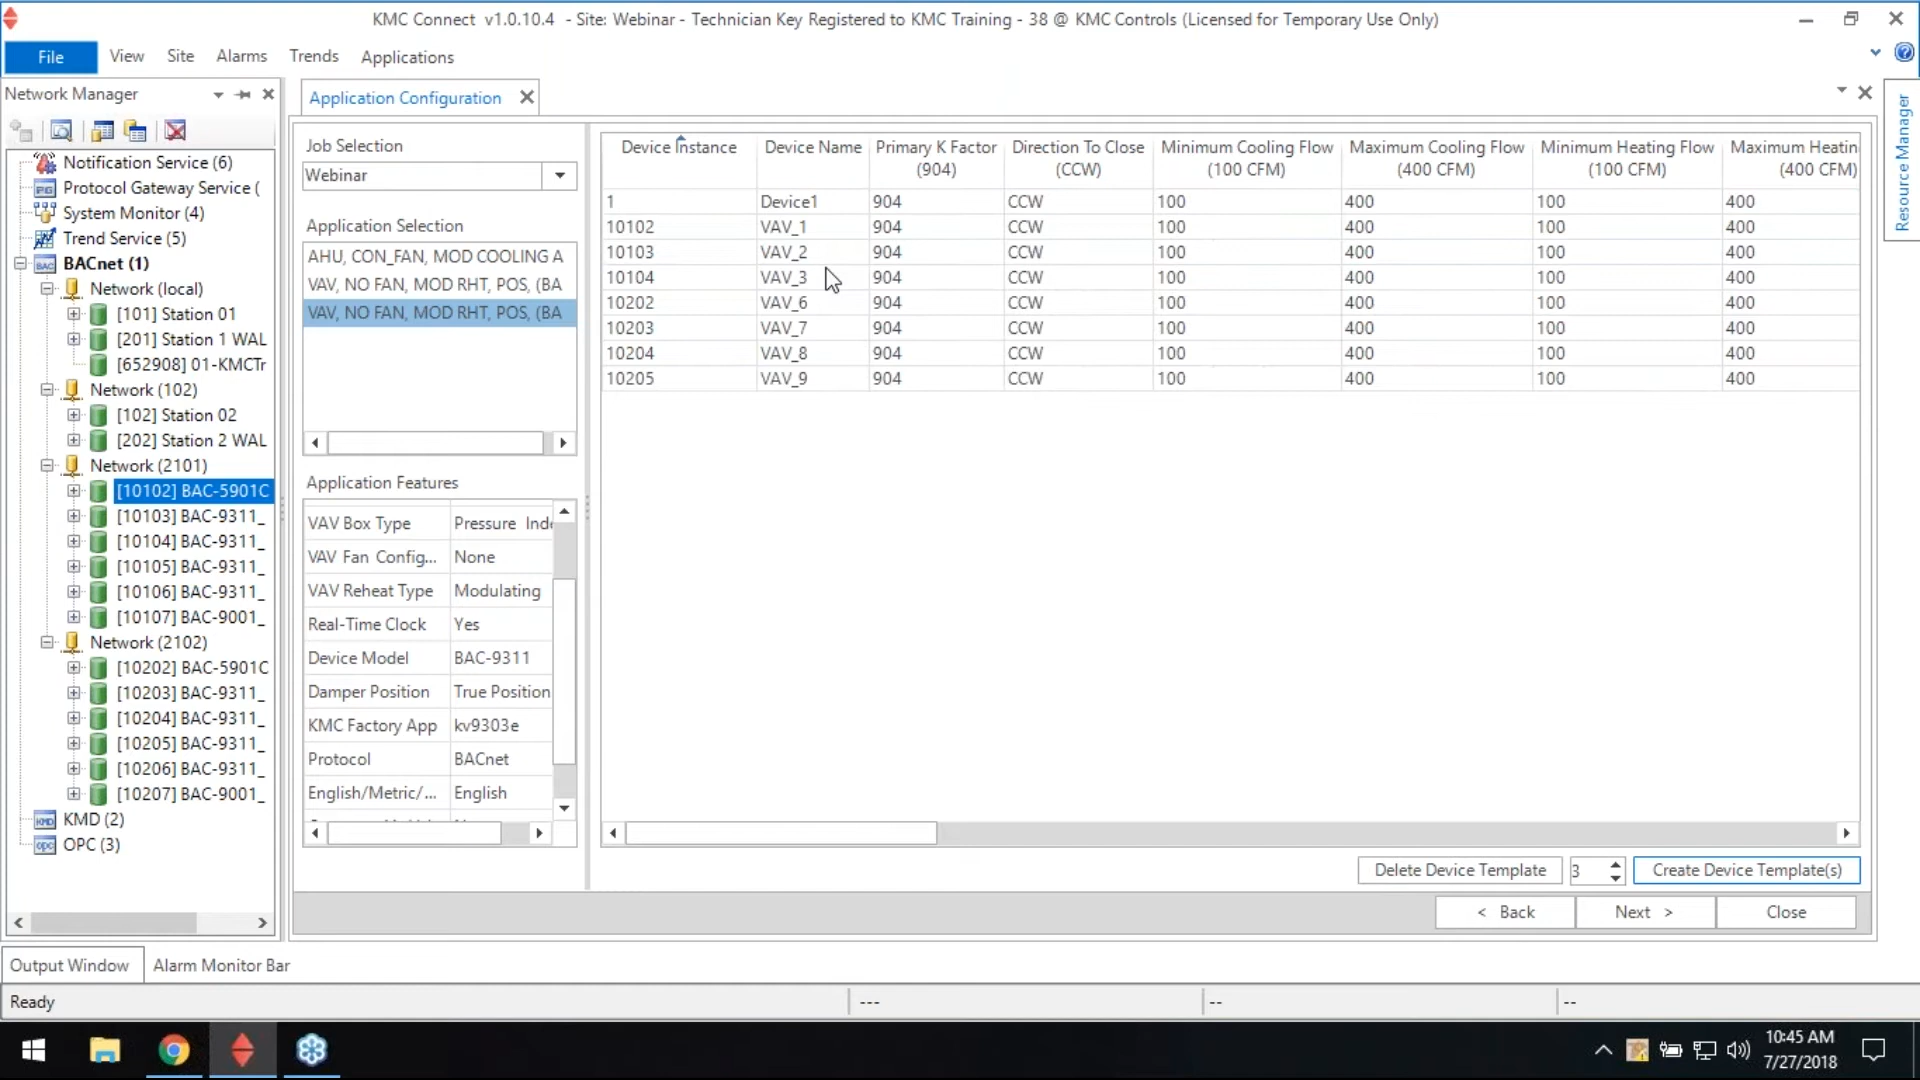 KMC Connect v1.0.10.4 - Site: Webinar - Technician Key Registered to KMC Training - 38 @ KMC Controls (Licensed for Temporary Use Only)
File View Site Alarms Trends Applications
Network Manager
Notification Service (6)
Protocol Gateway Service (
System Monitor (4)
Trend Service (5)
BACnet (1)
Network (local)
[101] Station 01
[201] Station 1 WAL
[652908] 01-KMCTr
Network (102)
[102] Station 02
[202] Station 2 WAL
Network (2101)
[10102] BAC-5901C
[10103] BAC-9311_
[10104] BAC-9311_
[10105] BAC-9311_
[10106] BAC-9311_
[10107] BAC-9001_
Network (2102)
[10202] BAC-5901C
[10203] BAC-9311_
[10204] BAC-9311_
[10205] BAC-9311_
[10206] BAC-9311_
[10207] BAC-9001_
KMD (2)
OPC (3)
Application Configuration
Job Selection
Webinar
Application Selection
AHU, CON_FAN, MOD COOLING A
VAV, NO FAN, MOD RHT, POS, (BA
VAV, NO FAN, MOD RHT, POS, (BA
Application Features
VAV Box Type Pressure Inde
VAV Fan Config... None
VAV Reheat Type Modulating
Real-Time Clock Yes
Device Model BAC-9311
Damper Position True Position
KMC Factory App kv9303e
Protocol BACnet
English/Metric/... English
Device Instance Device Name Primary K Factor Direction To Close Minimum Cooling Flow Maximum Cooling Flow Minimum Heating Flow Maximum Heatin
(904) (CCW) (100 CFM) (400 CFM) (100 CFM) (400 CFM)
1 Device1 904 CCW 100 400 100 400
10102 VAV_1 904 CCW 100 400 100 400
10103 VAV_2 904 CCW 100 400 100 400
10104 VAV_3 904 CCW 100 400 100 400
10202 VAV_6 904 CCW 100 400 100 400
10203 VAV_7 904 CCW 100 400 100 400
10204 VAV_8 904 CCW 100 400 100 400
10205 VAV_9 904 CCW 100 400 100 400
Delete Device Template 3 Create Device Template(s)
< Back Next > Close
Resource Manager
Output Window Alarm Monitor Bar
Ready --- -- --
10:45 AM
7/27/2018